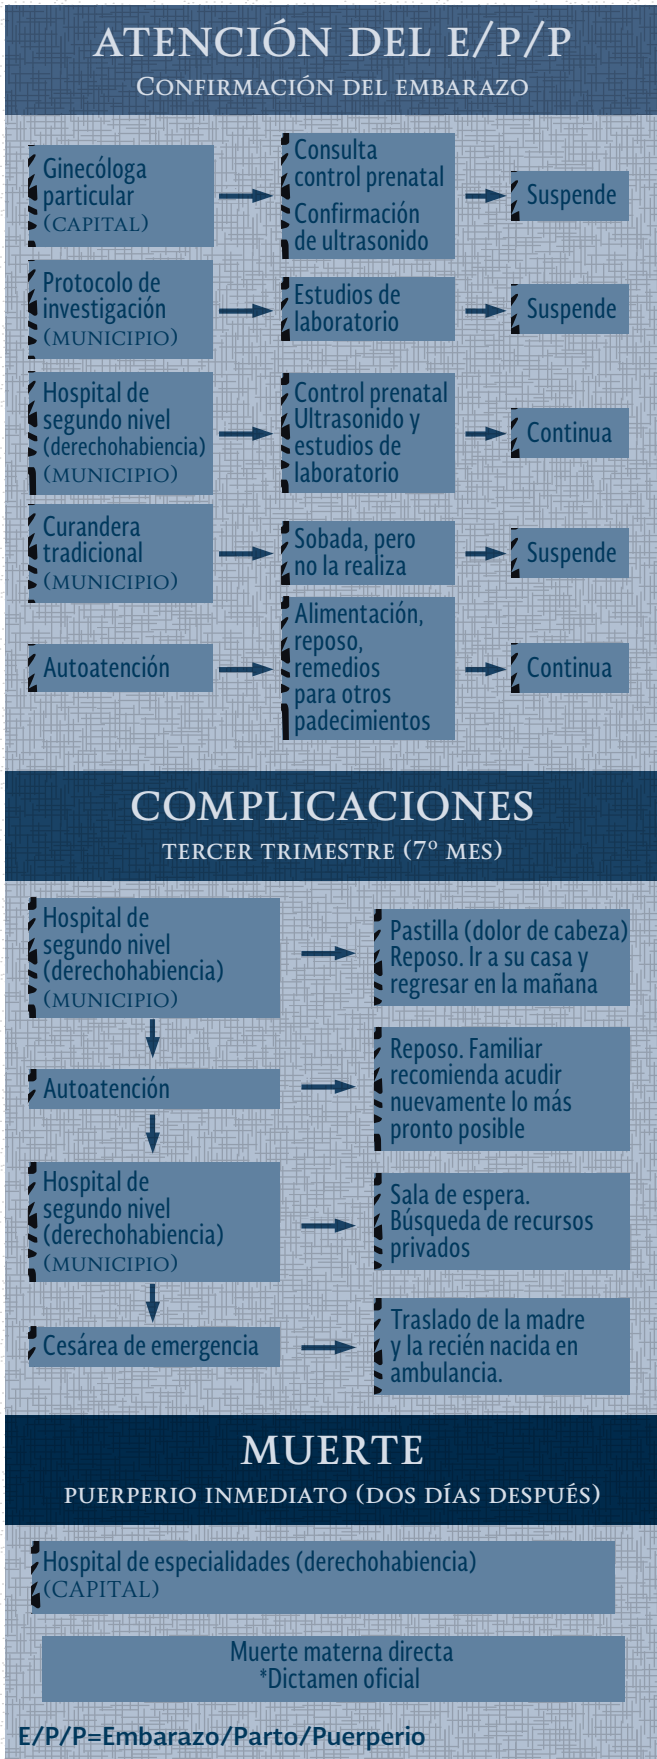 ATENCIÓN DEL E/P/P
CONFIRMACIÓN DEL EMBARAZO
Ginecóloga
particular
(CAPITAL)
Consulta
control prenatal
Confirmación
de ultrasonido
Suspende
Protocolo de
investigación
(MUNICIPIO)
Estudios de
laboratorio
Suspende
Hospital de
segundo nivel
(derechohabiencia)
(MUNICIPIO)
Control prenatal
Ultrasonido y
estudios de
laboratorio
Continua
Curandera
tradicional
(MUNICIPIO)
Sobada, pero
no la realiza
Suspende
Autoatención
Alimentación,
reposo,
remedios
para otros
padecimientos
Continua
COMPLICACIONES
TERCER TRIMESTRE (7º MES)
Hospital de
segundo nivel
(derechohabiencia)
(MUNICIPIO)
Pastilla (dolor de cabeza)
Reposo. Ir a su casa y
regresar en la mañana
Autoatención
Reposo. Familiar
recomienda acudir
nuevamente lo más
pronto posible
Hospital de
segundo nivel
(derechohabiencia)
(MUNICIPIO)
Sala de espera.
Búsqueda de recursos
privados
Cesárea de emergencia
Traslado de la madre
y la recién nacida en
ambulancia.
MUERTE
PUERPERIO INMEDIATO (DOS DÍAS DESPUÉS)
Hospital de especialidades (derechohabiencia)
(CAPITAL)
Muerte materna directa
*Dictamen oficial
E/P/P=Embarazo/Parto/Puerperio